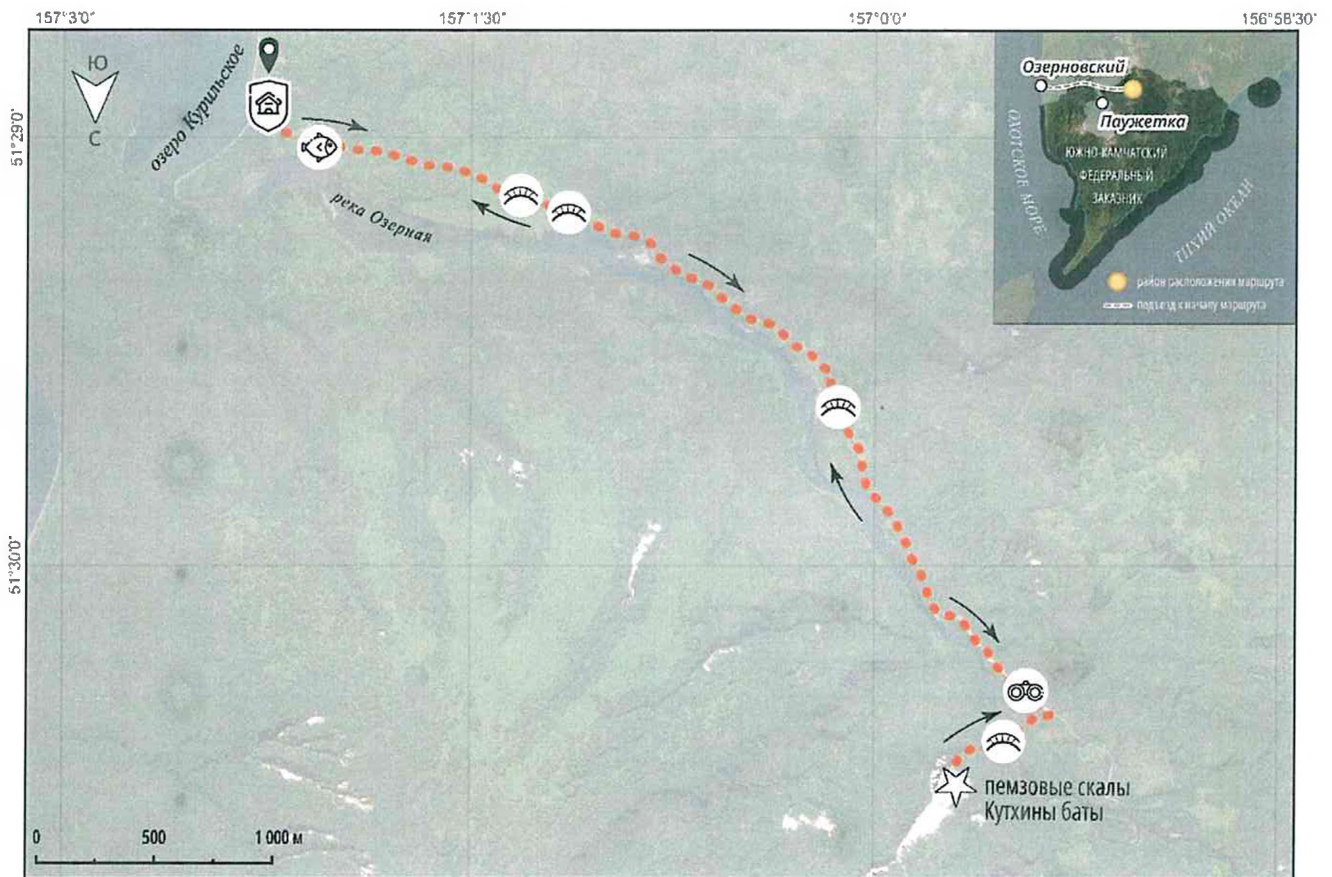 157°3'0"
157°1'30"
157°0'0"
156°58'30"
Ю
С
51°29'0"
51°30'0"
озеро Курильское
река Озерная
Озерновский
Паужетка
ОХОТСКОЕ МОРЕ
ЮЖНО-КАМЧАТСКИЙ
ФЕДЕРАЛЬНЫЙ
ЗАКАЗНИК
ТИХИЙ ОКЕАН
район расположения маршрута
подъезд к началу маршрута
пемзовые скалы
Кутхины баты
0 500 1 000 м